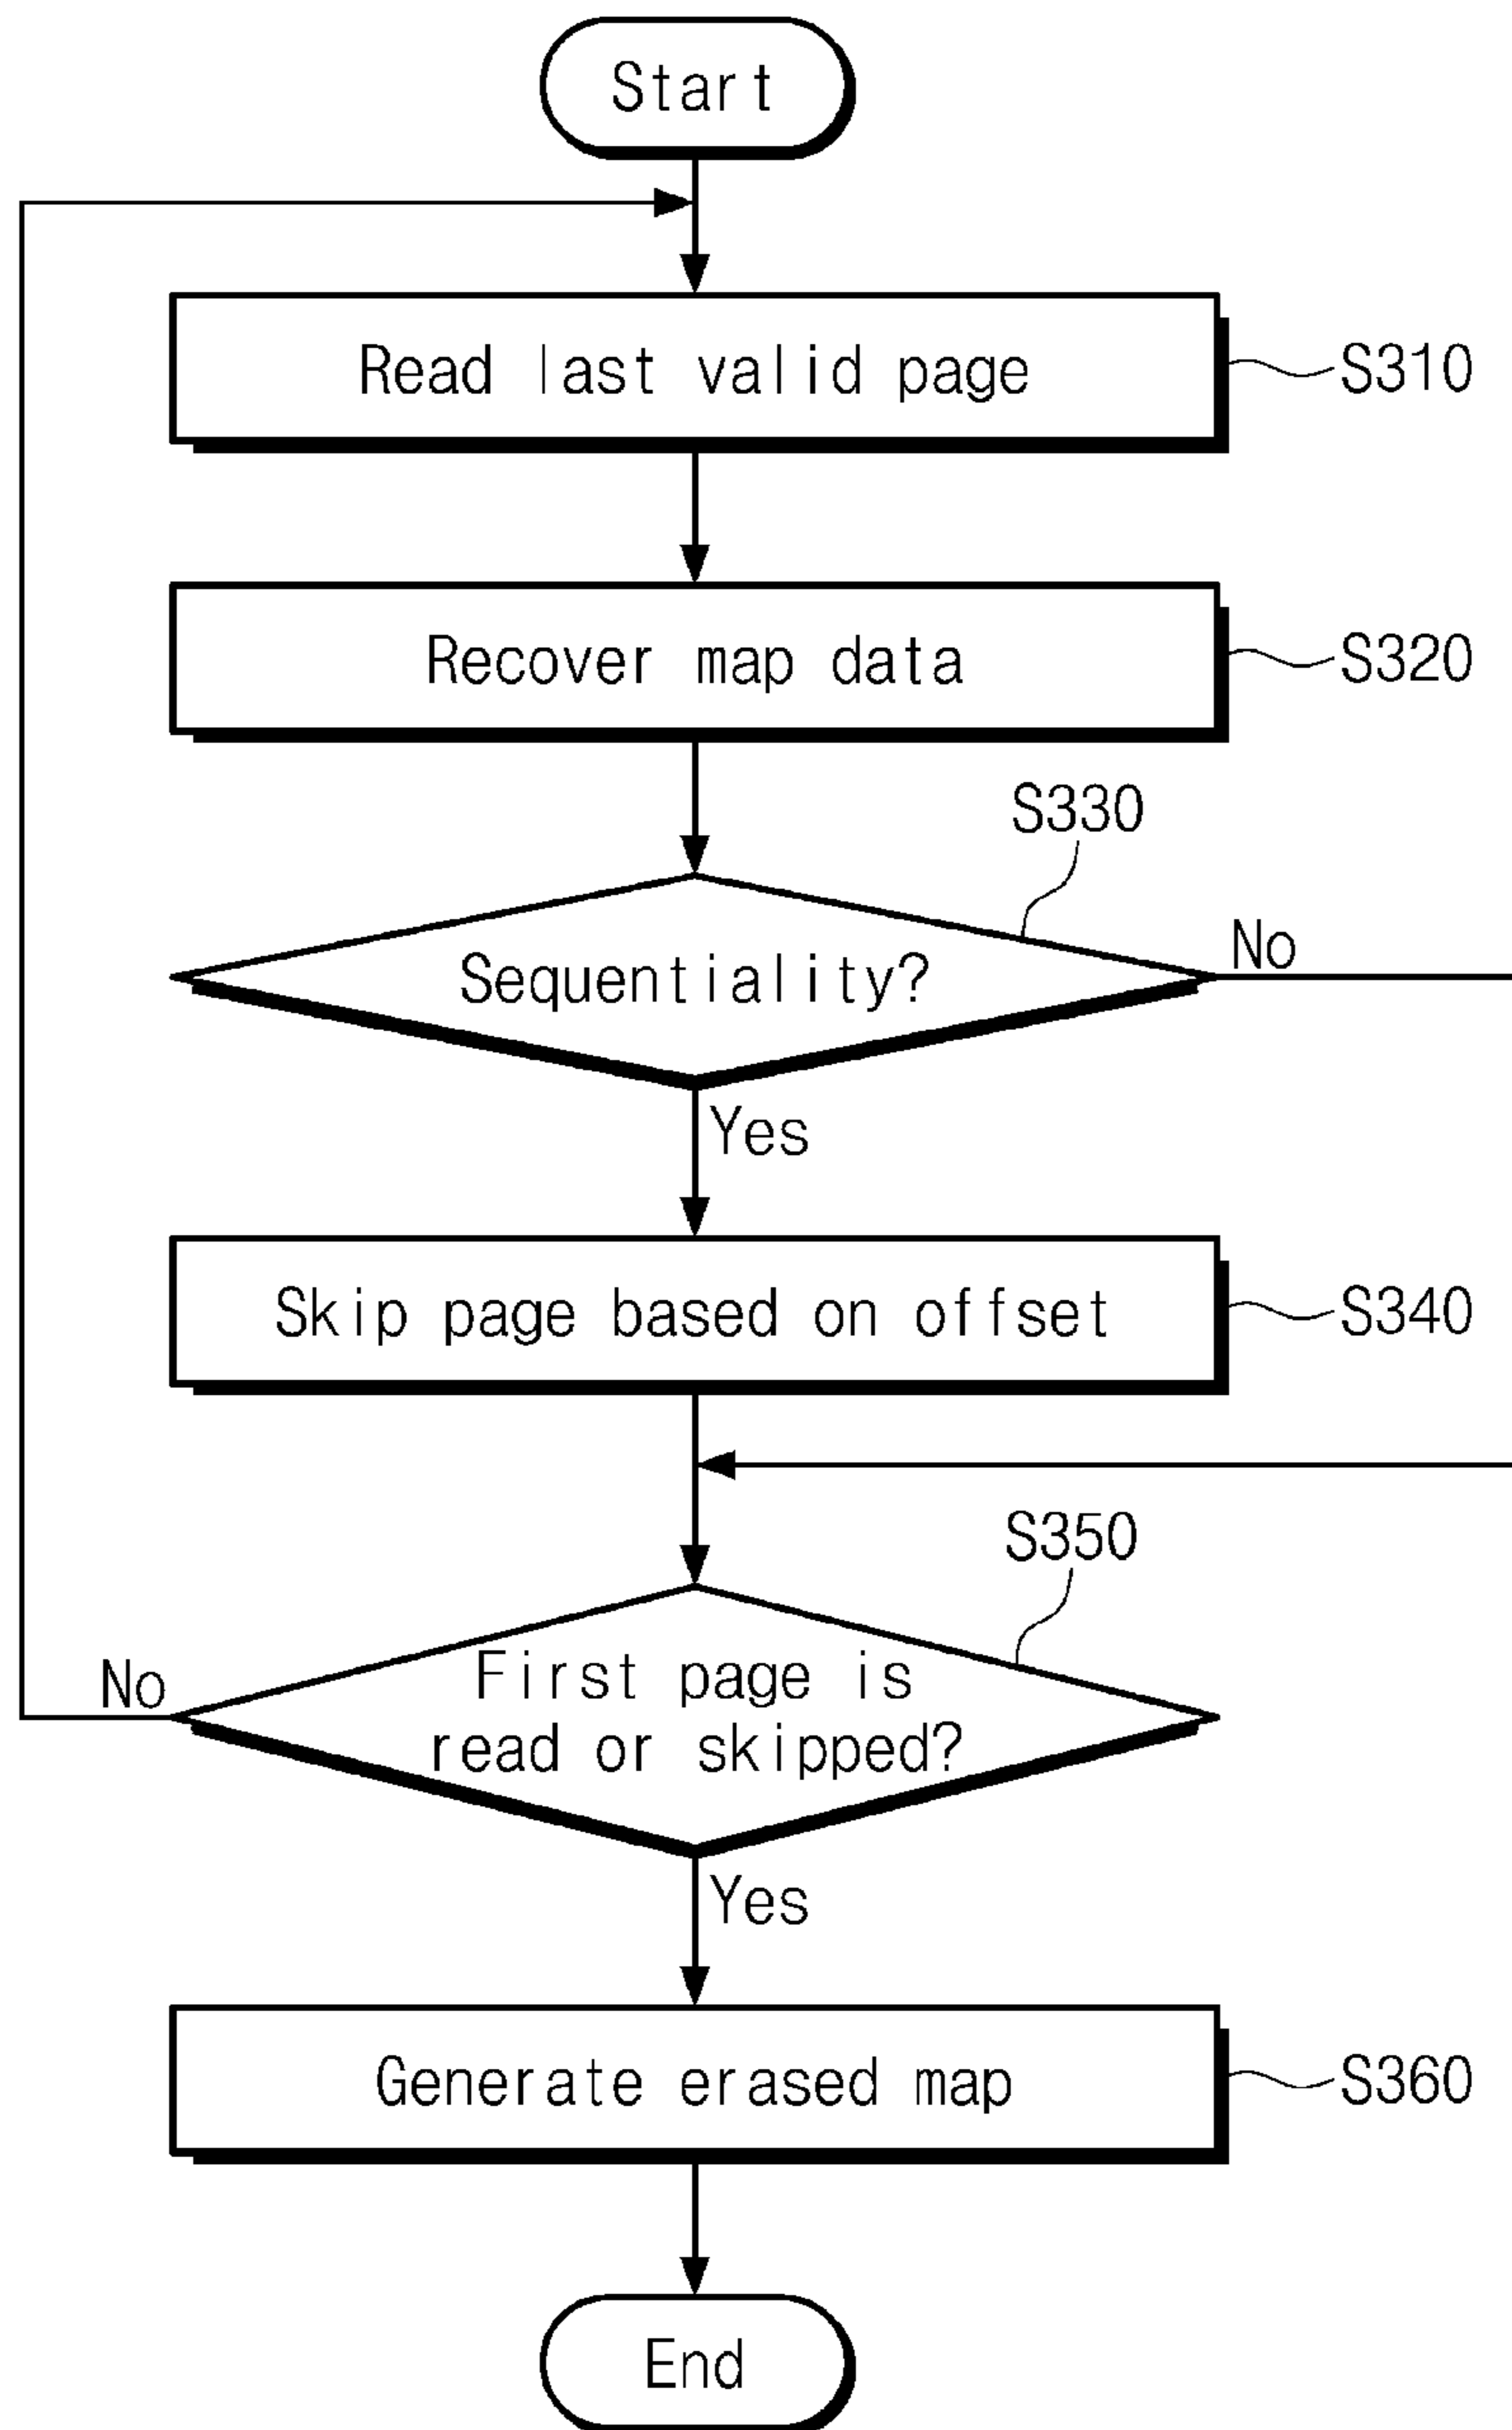 Start
Read last valid page
S310
Recover map data
S320
S330
Sequentiality?
No
Yes
Skip page based on offset
S340
S350
First page is
read or skipped?
No
Yes
Generate erased map
S360
End